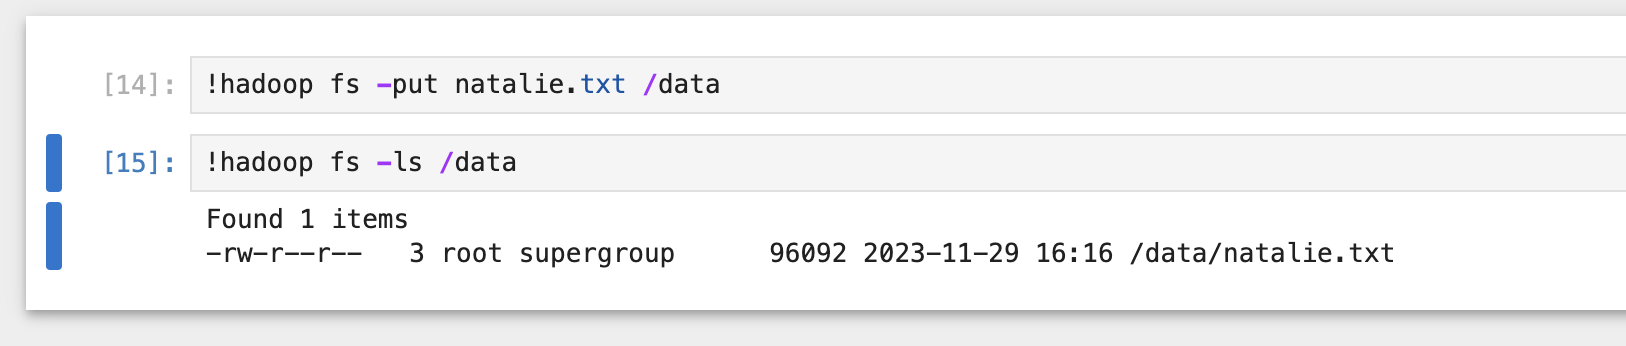 [14]: !hadoop fs -put natalie.txt /data
[15]: !hadoop fs -ls /data
Found 1 items
-rw-r--r--   3 root supergroup      96092 2023-11-29 16:16 /data/natalie.txt